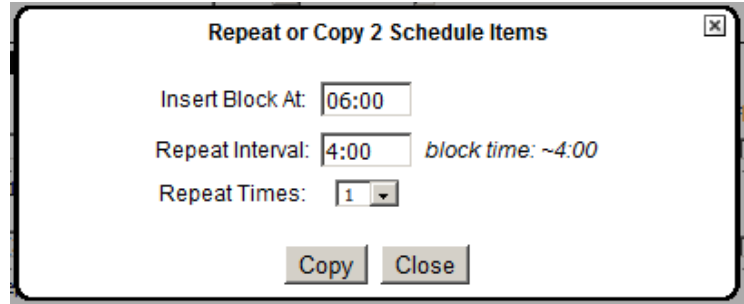 Repeat or Copy 2 Schedule Items
Insert Block At: 06:00
Repeat Interval: 4:00 block time: ~4:00
Repeat Times: 1
Copy Close